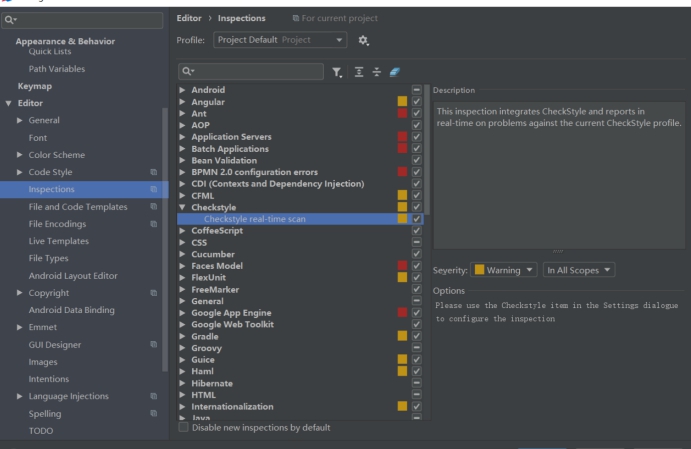 Editor › Inspections
For current project
Appearance & Behavior
Quick Lists
Path Variables
Keymap
Editor
General
Font
Color Scheme
Code Style
Inspections
File and Code Templates
File Encodings
Live Templates
File Types
Android Layout Editor
Copyright
Android Data Binding
Emmet
GUI Designer
Images
Intentions
Language Injections
Spelling
TODO
Profile: Project Default Project
Android
Angular
Ant
AOP
Application Servers
Batch Applications
Bean Validation
BPMN 2.0 configuration errors
CDI (Contexts and Dependency Injection)
CFML
Checkstyle
Checkstyle real-time scan
CoffeeScript
CSS
Cucumber
Faces Model
FlexUnit
FreeMarker
General
Google App Engine
Google Web Toolkit
Gradle
Groovy
Guice
Haml
Hibernate
HTML
Internationalization
Java
Disable new inspections by default
Description
This inspection integrates CheckStyle and reports in
real-time on problems against the current CheckStyle profile.
Severity: Warning In All Scopes
Options
Please use the Checkstyle item in the Settings dialogue
to configure the inspection